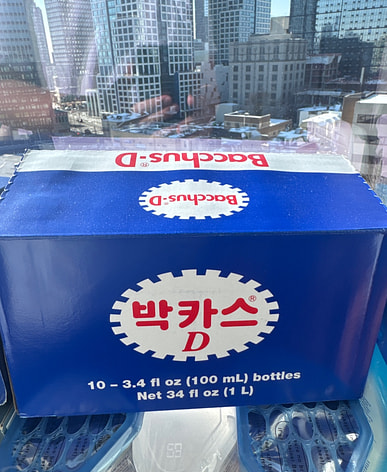 Bacchus-D®
Bacchus-D
박카스®
D
10 – 3.4 fl oz (100 mL) bottles
Net 34 fl oz (1 L)